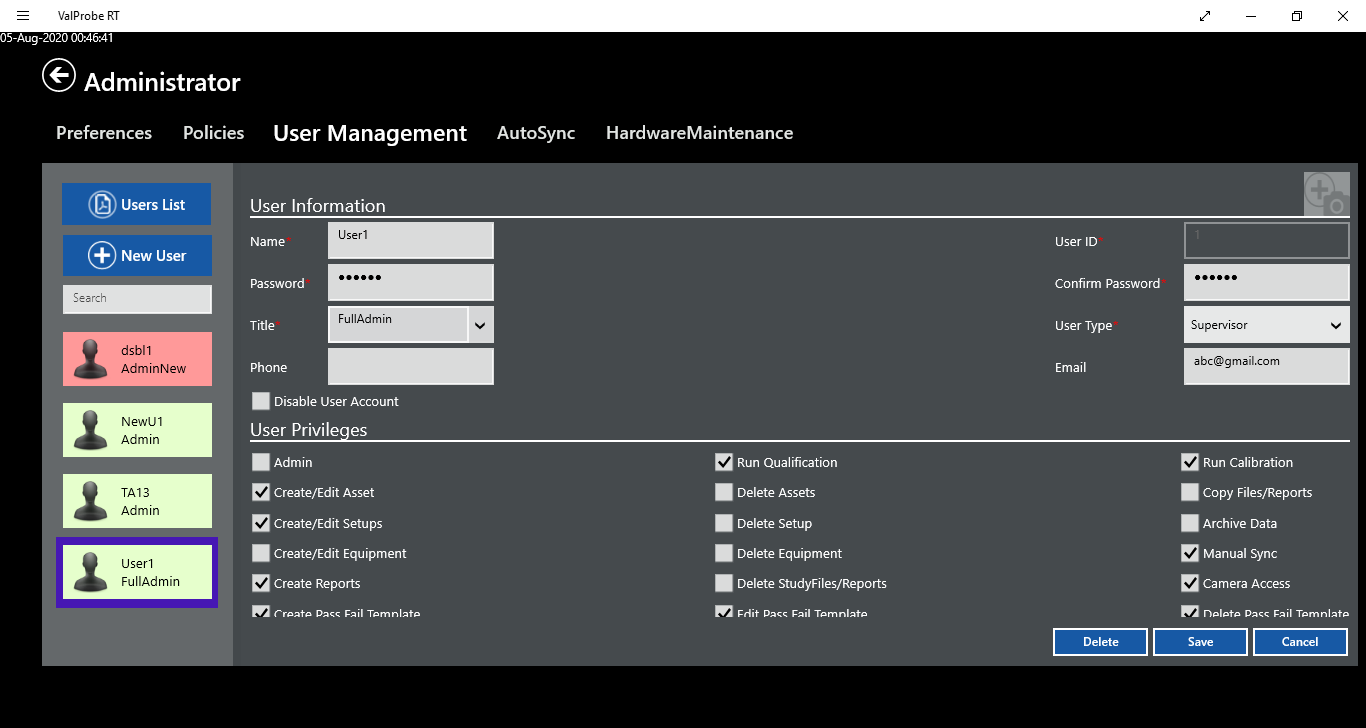 ValProbe RT
05-Aug-2020 00:46:41
Administrator
Preferences Policies User Management AutoSync HardwareMaintenance
Users List
New User
Search
dsbl1
AdminNew
NewU1
Admin
TA13
Admin
User1
FullAdmin
User Information
Name* User1 User ID* 1
Password* •••••• Confirm Password* ••••••
Title* FullAdmin User Type* Supervisor
Phone Email abc@gmail.com
Disable User Account
User Privileges
Admin Run Qualification Run Calibration
Create/Edit Asset Delete Assets Copy Files/Reports
Create/Edit Setups Delete Setup Archive Data
Create/Edit Equipment Delete Equipment Manual Sync
Create Reports Delete StudyFiles/Reports Camera Access
Create Pass Fail Template Edit Pass Fail Template Delete Pass Fail Template
Delete Save Cancel